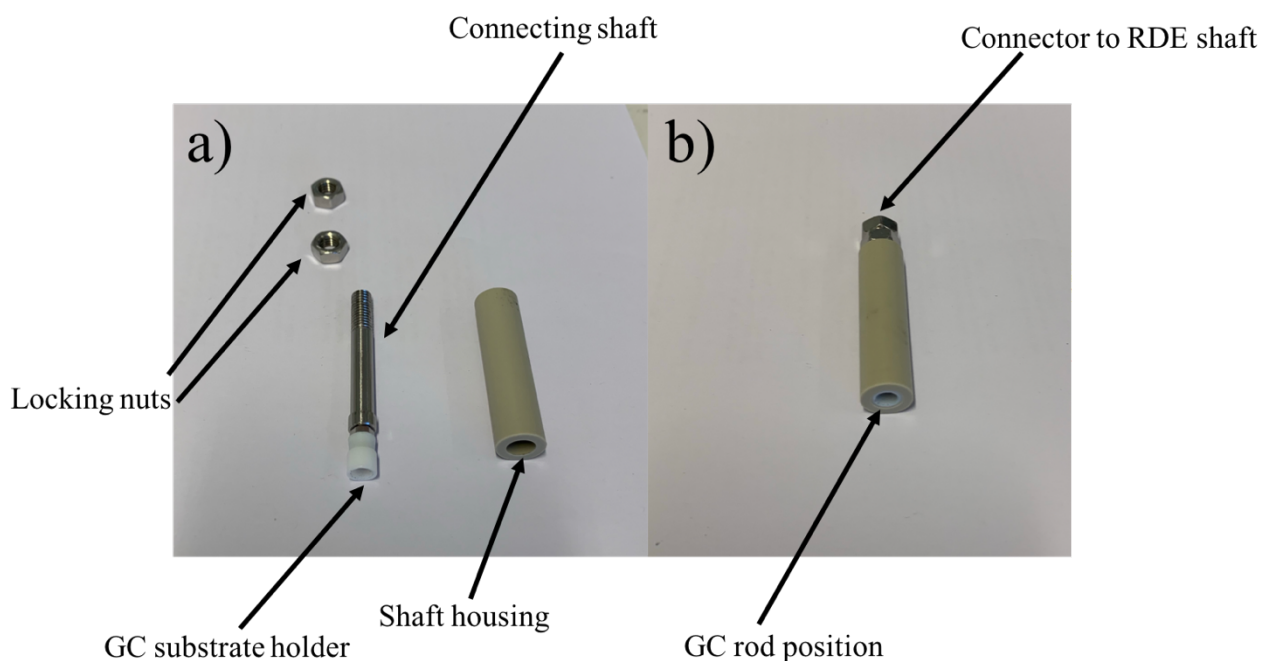 Connecting shaft
Connector to RDE shaft
a)
b)
Locking nuts
Shaft housing
GC substrate holder
GC rod position